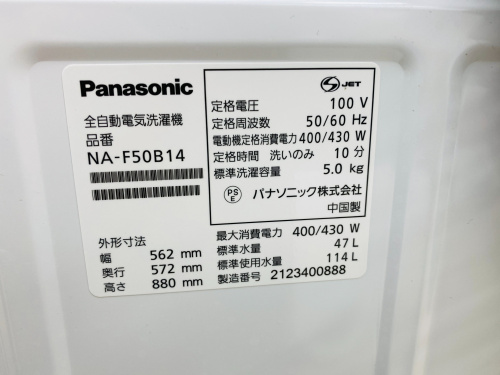 Panasonic
全自動電気洗濯機
品番
NA-F50B14
外形寸法
幅 562 mm
奥行 572 mm
高さ 880 mm
S JET
定格電圧 100 V
定格周波数 50/60 Hz
電動機定格消費電力 400/430 W
定格時間 洗いのみ 10 分
標準洗濯容量 5.0 kg
PS
E
パナソニック株式会社
中国製
最大消費電力 400/430 W
標準水量 47 L
標準使用水量 114 L
製造番号 2123400888